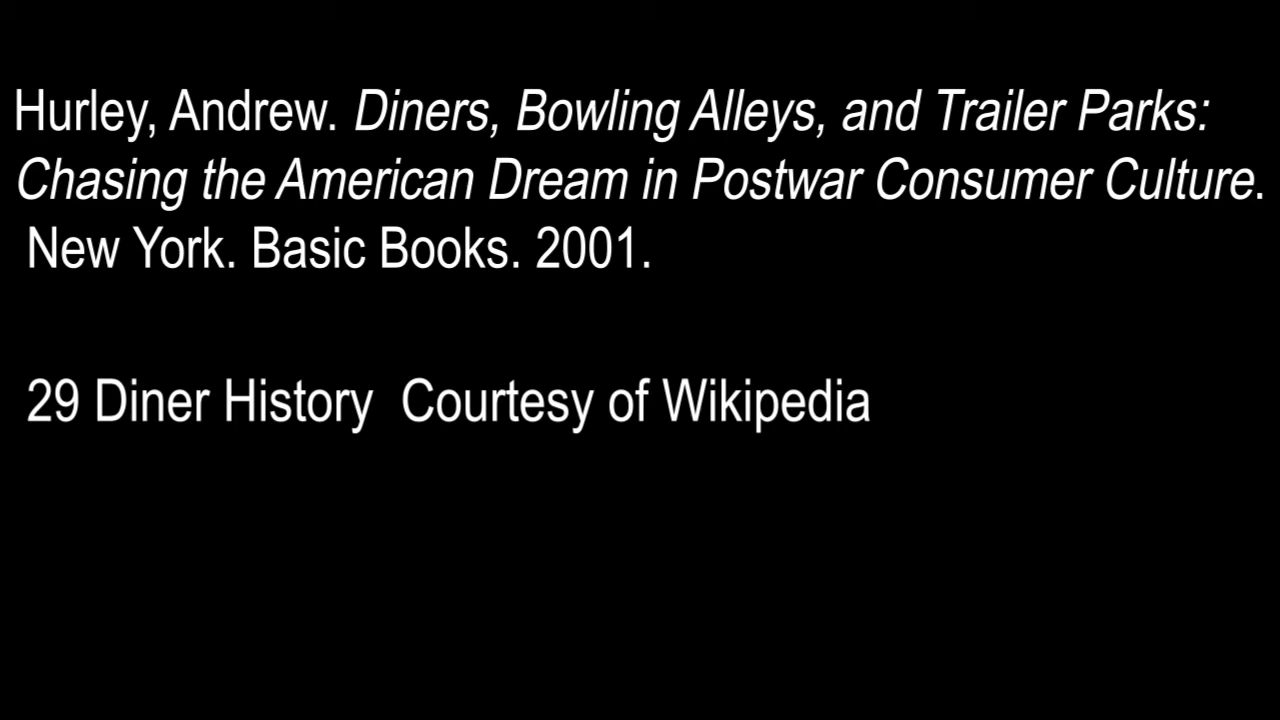 Hurley, Andrew. Diners, Bowling Alleys, and Trailer Parks:
Chasing the American Dream in Postwar Consumer Culture.
New York. Basic Books. 2001.
29 Diner History  Courtesy of Wikipedia